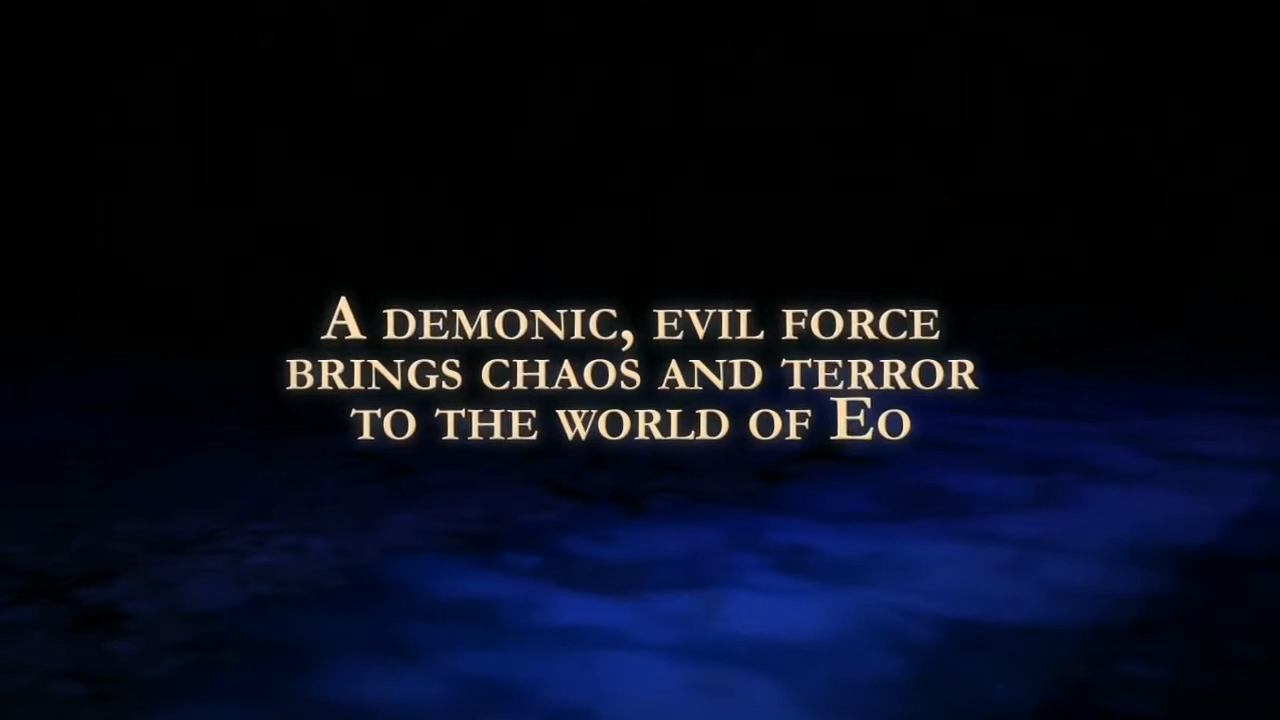 A DEMONIC, EVIL FORCE
BRINGS CHAOS AND TERROR
TO THE WORLD OF EO